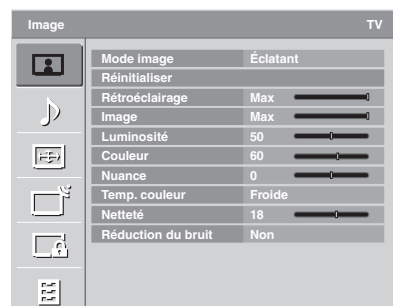 Image TV
Mode image Éclatant
Réinitialiser
Rétroéclairage Max
Image Max
Luminosité 50
Couleur 60
Nuance 0
Temp. couleur Froide
Netteté 18
Réduction du bruit Non